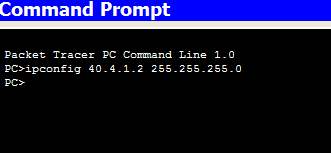 Command Prompt
Packet Tracer PC Command Line 1.0
PC>ipconfig 40.4.1.2 255.255.255.0
PC>